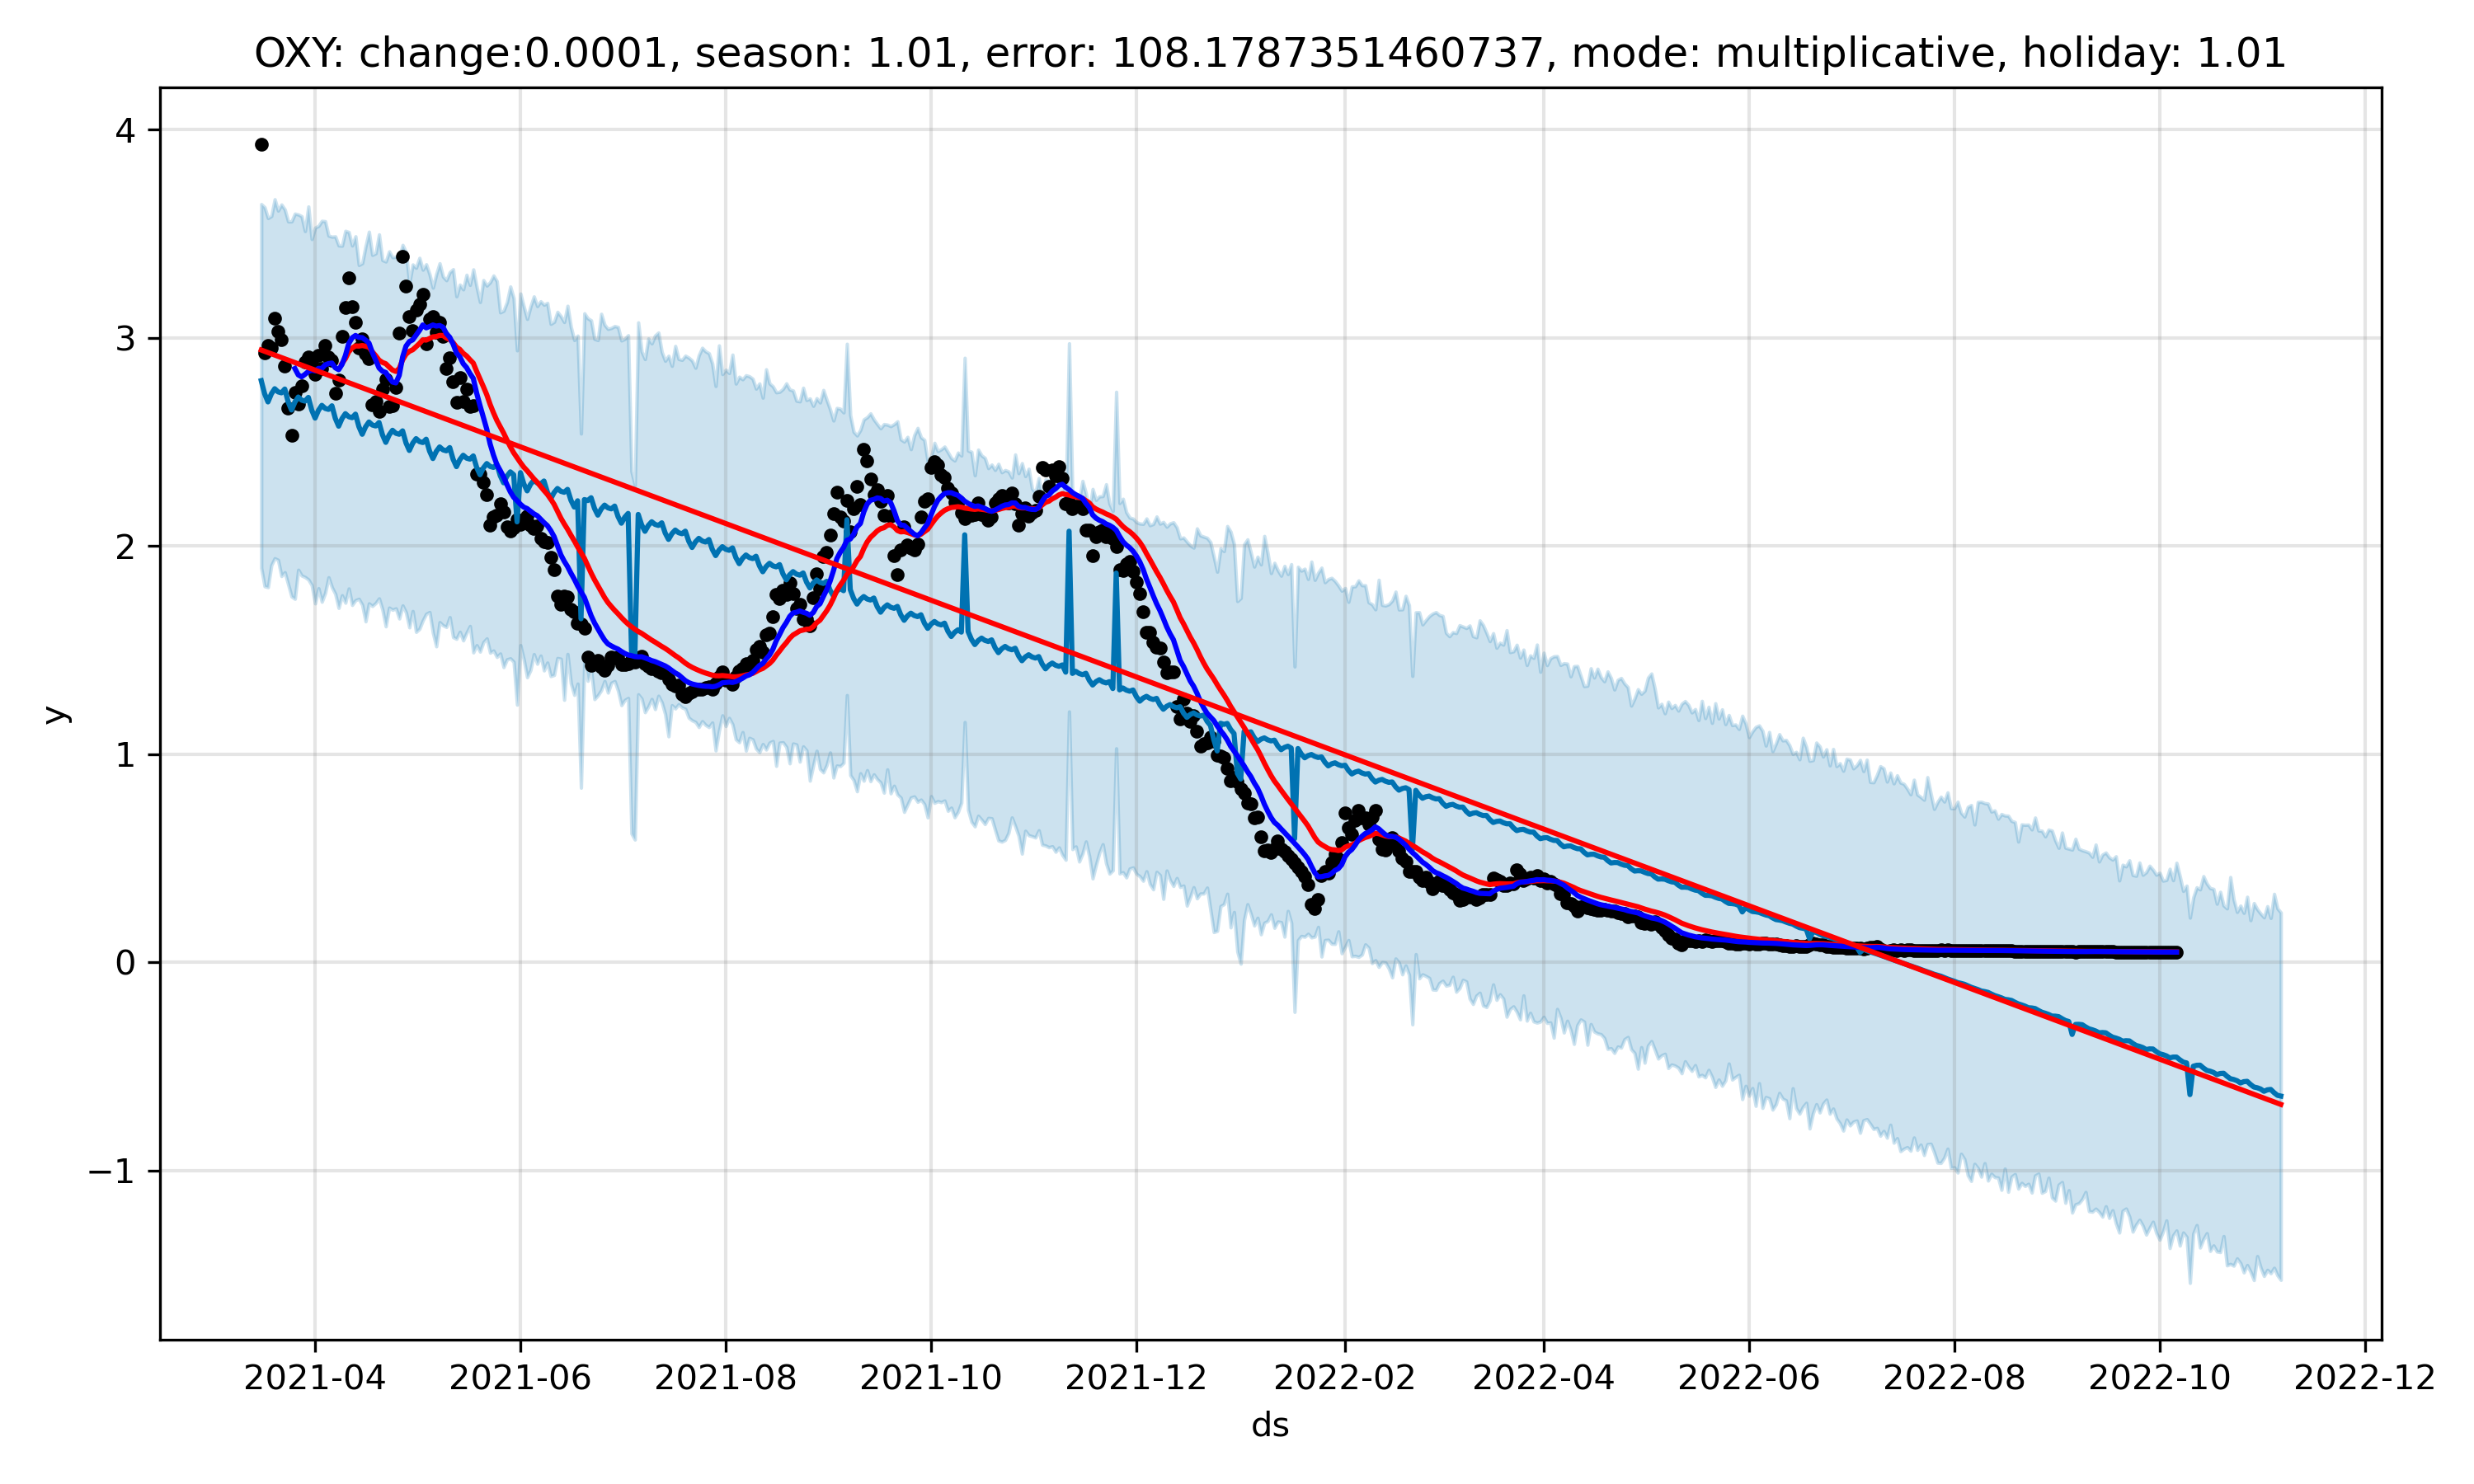 OXY: change:0.0001, season: 1.01, error: 108.1787351460737, mode: multiplicative, holiday: 1.01
4
3
2
1
0
−1
y
2021-04 2021-06 2021-08 2021-10 2021-12 2022-02 2022-04 2022-06 2022-08 2022-10 2022-12
ds